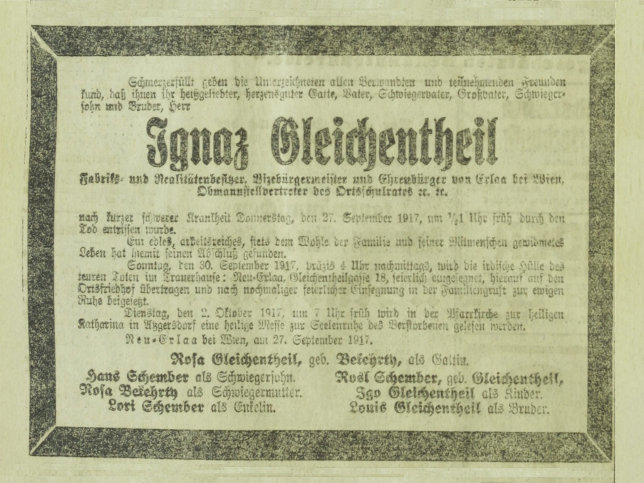 Schmerzerfüllt geben die Unterzeichneten allen Verwandten und teilnehmenden Freunden
kund, daß ihnen ihr heißgeliebter, herzensguter Gatte, Vater, Schwiegervater, Großvater, Schwieger-
sohn und Bruder, Herr
Ignaz Gleichentheil
Fabriks- und Realitätenbesitzer, Vizebürgermeister und Ehrenbürger von Erlaa bei Wien,
Obmannstellvertreter des Ortsschulrates ec. ec.
nach kurzer schwerer Krankheit Donnerstag, den 27. September 1917, um ½1 Uhr früh durch den
Tod entrissen wurde.
Ein edles, arbeitsreiches, stets dem Wohle der Familie und seiner Mitmenschen gewidmetes
Leben hat hiemit seinen Abschluß gefunden.
Sonntag, den 30. September 1917, präzis 4 Uhr nachmittags, wird die irdische Hülle des
teuren Toten im Trauerhause: Neu-Erlaa, Gleichentheilgasse 18, feierlich eingesegnet, hierauf auf den
Ortsfriedhof übertragen und nach nochmaliger feierlicher Einsegnung in der Familiengruft zur ewigen
Ruhe beigesetzt.
Dienstag, den 2. Oktober 1917, um 7 Uhr früh wird in der Pfarrkirche zur heiligen
Katharina in Atzgersdorf eine heilige Messe zur Seelenruhe des Verstorbenen gelesen werden.
Neu-Erlaa bei Wien, am 27. September 1917.
Rosa Gleichentheil, geb. Bekehrty, als Gattin.
Hans Schember als Schwiegersohn. Rosl Schember, geb. Gleichentheil,
Rosa Bekehrty als Schwiegermutter. Igo Gleichentheil als Kinder.
Lori Schember als Enkelin. Louis Gleichentheil als Bruder.